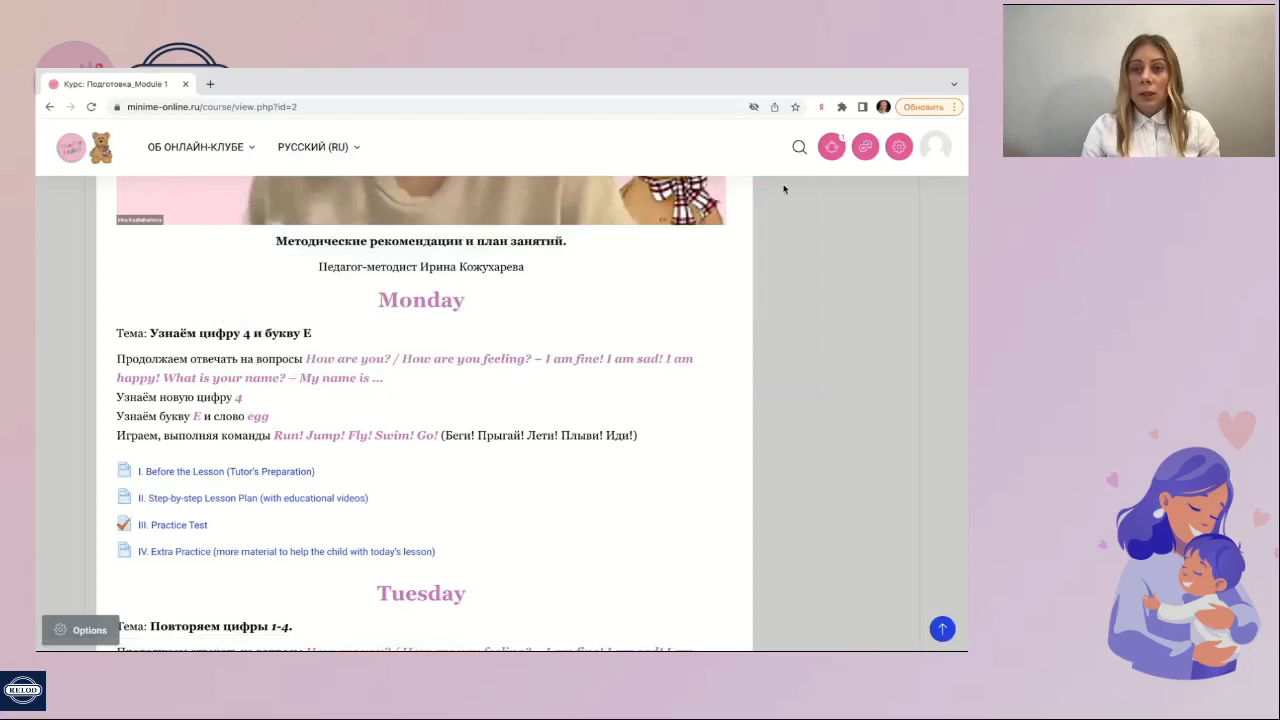 Курс: Подготовка_Module 1
minime-online.ru/course/view.php?id=2
Обновить
ОБ ОНЛАЙН-КЛУБЕ
РУССКИЙ (RU)
1
Методические рекомендации и план занятий.
Педагог-методист Ирина Кожухарева
Monday
Тема: Узнаём цифру 4 и букву E
Продолжаем отвечать на вопросы How are you? / How are you feeling? – I am fine! I am sad! I am
happy! What is your name? – My name is ...
Узнаём новую цифру 4
Узнаём букву E и слово egg
Играем, выполняя команды Run! Jump! Fly! Swim! Go! (Беги! Прыгай! Лети! Плыви! Иди!)
I. Before the Lesson (Tutor's Preparation)
II. Step-by-step Lesson Plan (with educational videos)
III. Practice Test
IV. Extra Practice (more material to help the child with today's lesson)
Tuesday
Options
Тема: Повторяем цифры 1-4.
RELOD